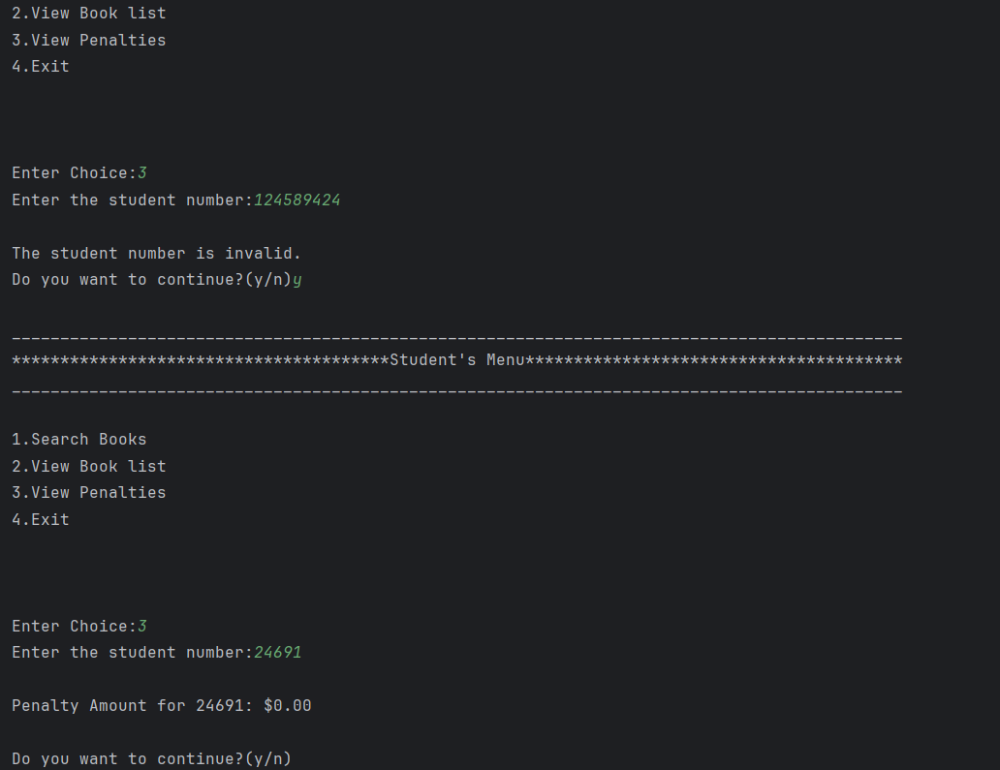 2.View Book list
3.View Penalties
4.Exit
Enter Choice:3
Enter the student number:124589424
The student number is invalid.
Do you want to continue?(y/n)y
--------------------------------------------------------------------------------------------
***************************************Student's Menu***************************************
--------------------------------------------------------------------------------------------
1.Search Books
2.View Book list
3.View Penalties
4.Exit
Enter Choice:3
Enter the student number:24691
Penalty Amount for 24691: $0.00
Do you want to continue?(y/n)